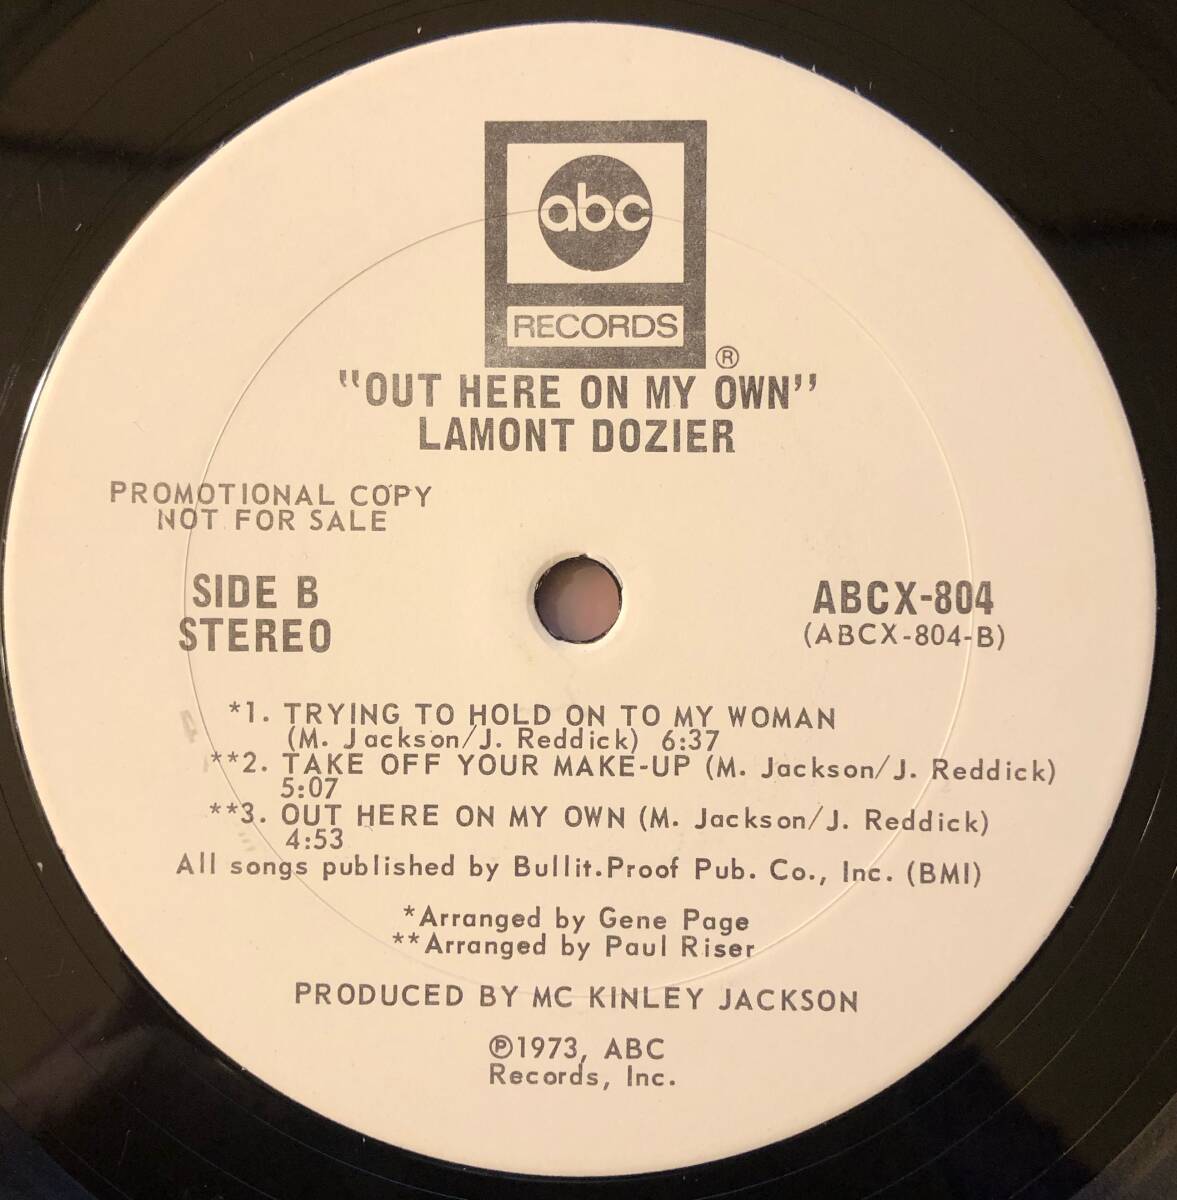 abc
RECORDS
®
"OUT HERE ON MY OWN"
LAMONT DOZIER
PROMOTIONAL COPY
NOT FOR SALE
SIDE B
STEREO
ABCX-804
(ABCX-804-B)
*1. TRYING TO HOLD ON TO MY WOMAN
(M. Jackson/J. Reddick) 6:37
**2. TAKE OFF YOUR MAKE-UP (M. Jackson/J. Reddick)
5:07
**3. OUT HERE ON MY OWN (M. Jackson/J. Reddick)
4:53
All songs published by Bullit.Proof Pub. Co., Inc. (BMI)
*Arranged by Gene Page
**Arranged by Paul Riser
PRODUCED BY MC KINLEY JACKSON
℗1973, ABC
Records, Inc.